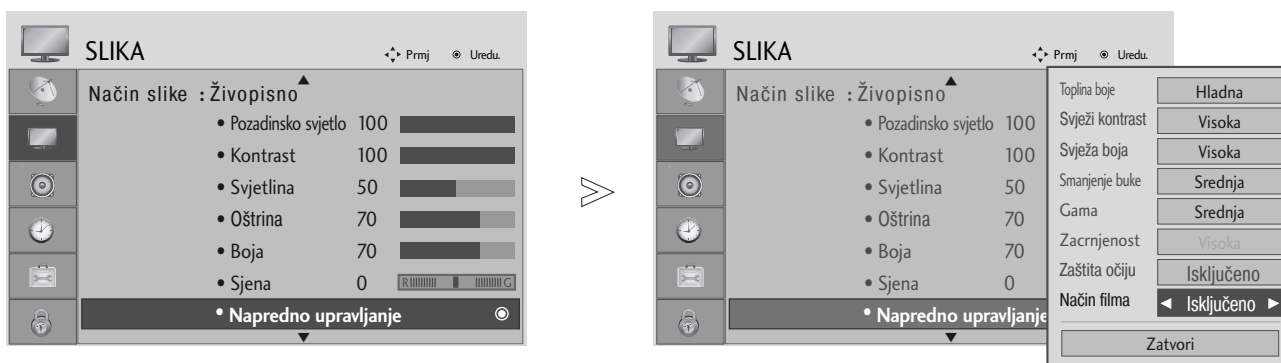 SLIKA
Prmj Uredu.
Način slike : Živopisno
• Pozadinsko svjetlo 100
• Kontrast 100
• Svjetlina 50
• Oštrina 70
• Boja 70
• Sjena 0 R G
• Napredno upravljanje
SLIKA
Prmj Uredu.
Način slike : Živopisno
• Pozadinsko svjetlo 100
• Kontrast 100
• Svjetlina 50
• Oštrina 70
• Boja 70
• Sjena 0
• Napredno upravljanje
Toplina boje Hladna
Svježi kontrast Visoka
Svježa boja Visoka
Smanjenje buke Srednja
Gama Srednja
Zacrnjenost Visoka
Zaštita očiju Isključeno
Način filma ◄ Isključeno ►
Zatvori